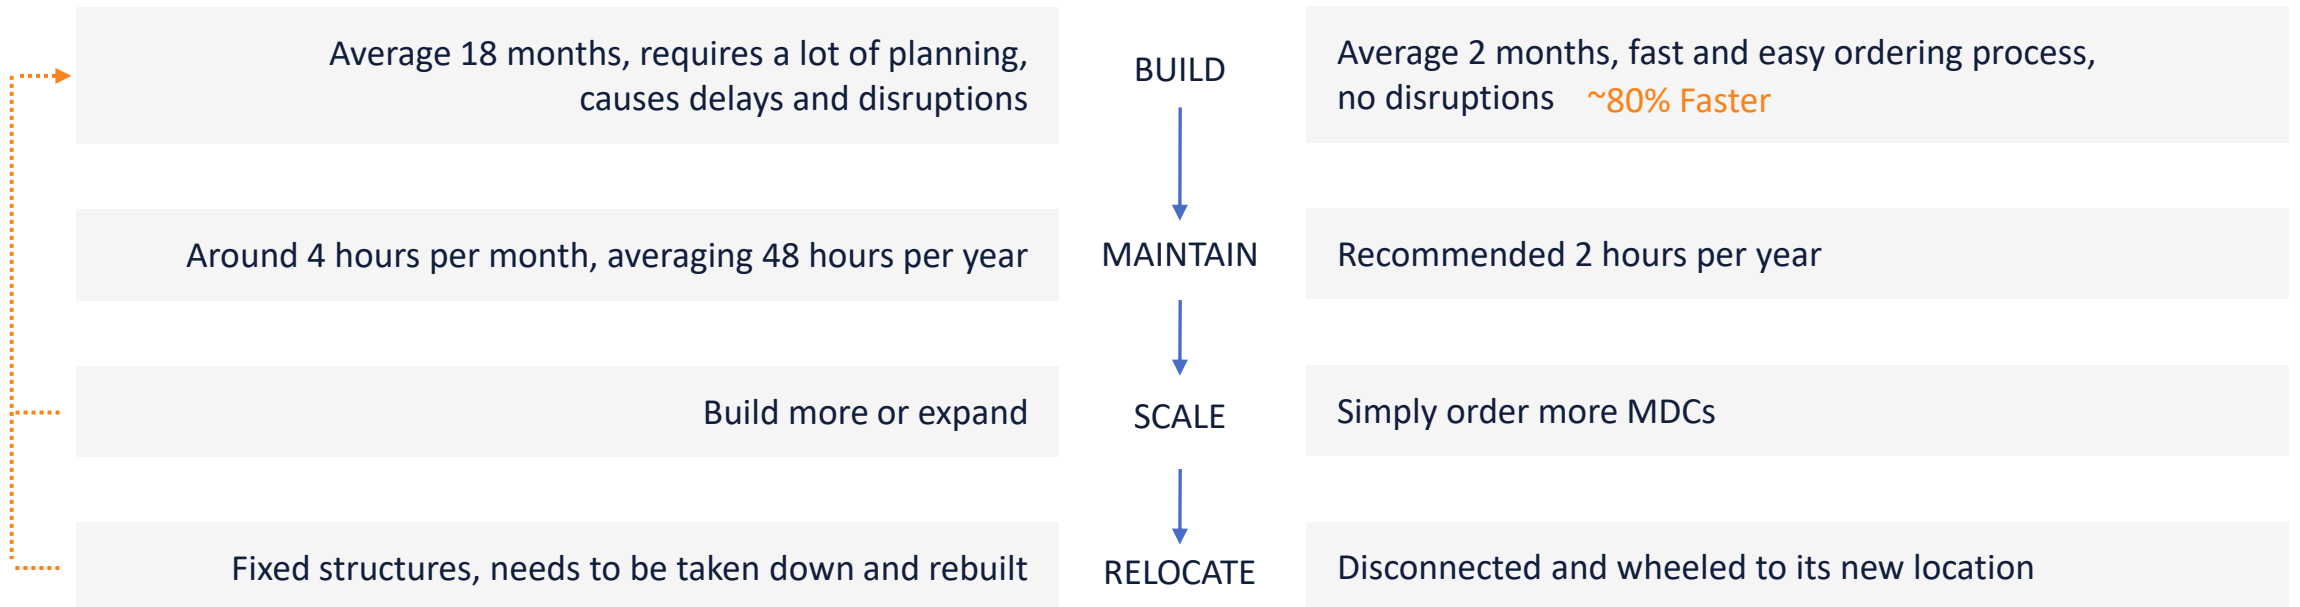 Average 18 months, requires a lot of planning,
causes delays and disruptions
BUILD
Average 2 months, fast and easy ordering process,
no disruptions ~80% Faster
Around 4 hours per month, averaging 48 hours per year
MAINTAIN
Recommended 2 hours per year
Build more or expand
SCALE
Simply order more MDCs
Fixed structures, needs to be taken down and rebuilt
RELOCATE
Disconnected and wheeled to its new location